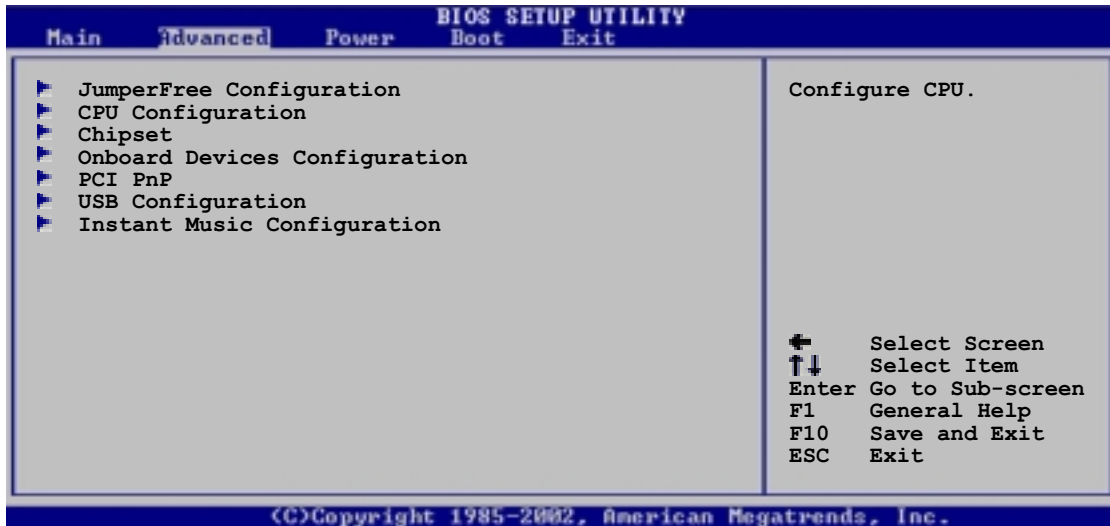 BIOS SETUP UTILITY
Main Advanced Power Boot Exit
JumperFree Configuration
CPU Configuration
Chipset
Onboard Devices Configuration
PCI PnP
USB Configuration
Instant Music Configuration
Configure CPU.
← Select Screen
↑↓ Select Item
Enter Go to Sub-screen
F1 General Help
F10 Save and Exit
ESC Exit
(C)Copyright 1985-2002, American Megatrends, Inc.